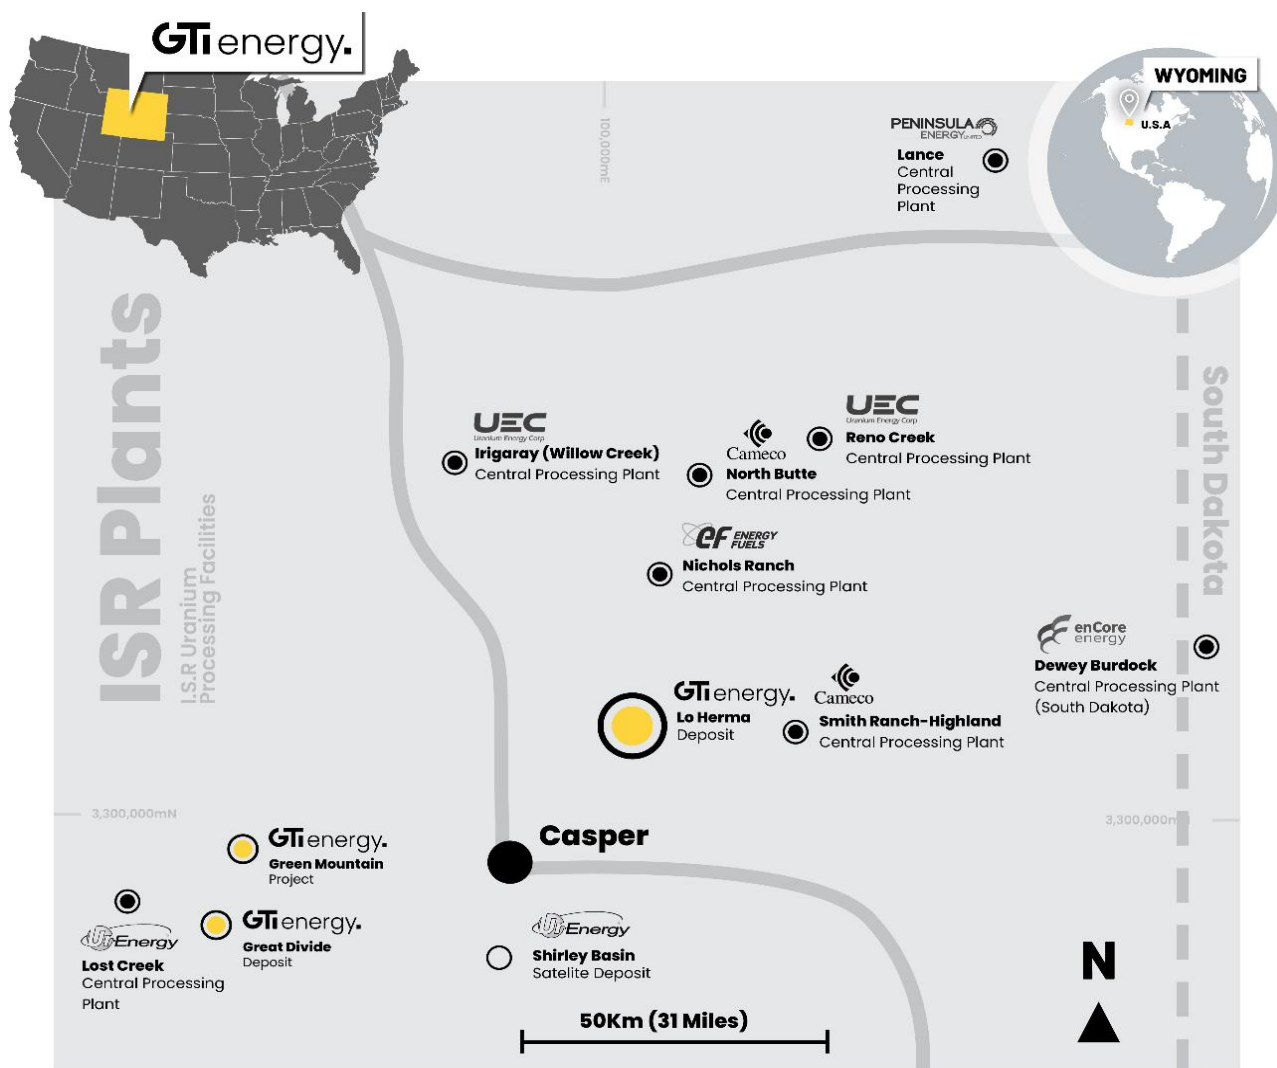 GTi energy.
WYOMING
U.S.A
100,000mE
PENINSULA
ENERGY LIMITED
Lance
Central
Processing
Plant
ISR Plants
I.S.R Uranium
Processing Facilities
South Dakota
UEC
Uranium Energy Corp
Irigaray (Willow Creek)
Central Processing Plant
Cameco
North Butte
Central Processing Plant
UEC
Uranium Energy Corp
Reno Creek
Central Processing Plant
eF ENERGY
FUELS
Nichols Ranch
Central Processing Plant
enCore
energy
Dewey Burdock
Central Processing Plant
(South Dakota)
GTi energy.
Lo Herma
Deposit
Cameco
Smith Ranch-Highland
Central Processing Plant
3,300,000mN
3,300,000m
Casper
GTi energy.
Green Mountain
Project
Ur Energy
Lost Creek
Central Processing
Plant
GTi energy.
Great Divide
Deposit
Ur Energy
Shirley Basin
Satelite Deposit
50Km (31 Miles)
N